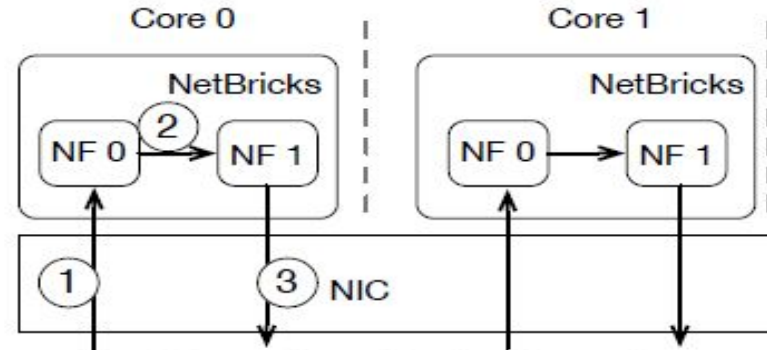 Core 0
Core 1
NetBricks
NetBricks
2
NF 0
NF 1
NF 0
NF 1
1
3
NIC